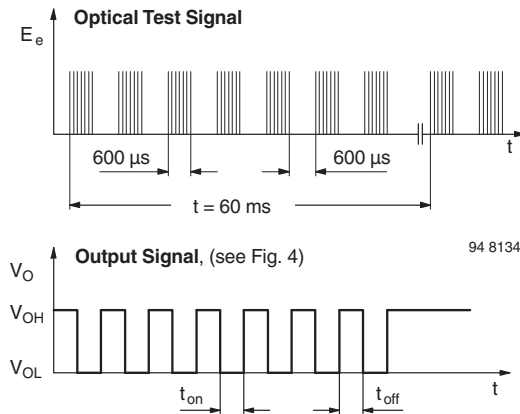 Optical Test Signal
E e
t
600 µs
600 µs
t = 60 ms
94 8134
Output Signal, (see Fig. 4)
V O
V OH
V OL
t on
t off
t